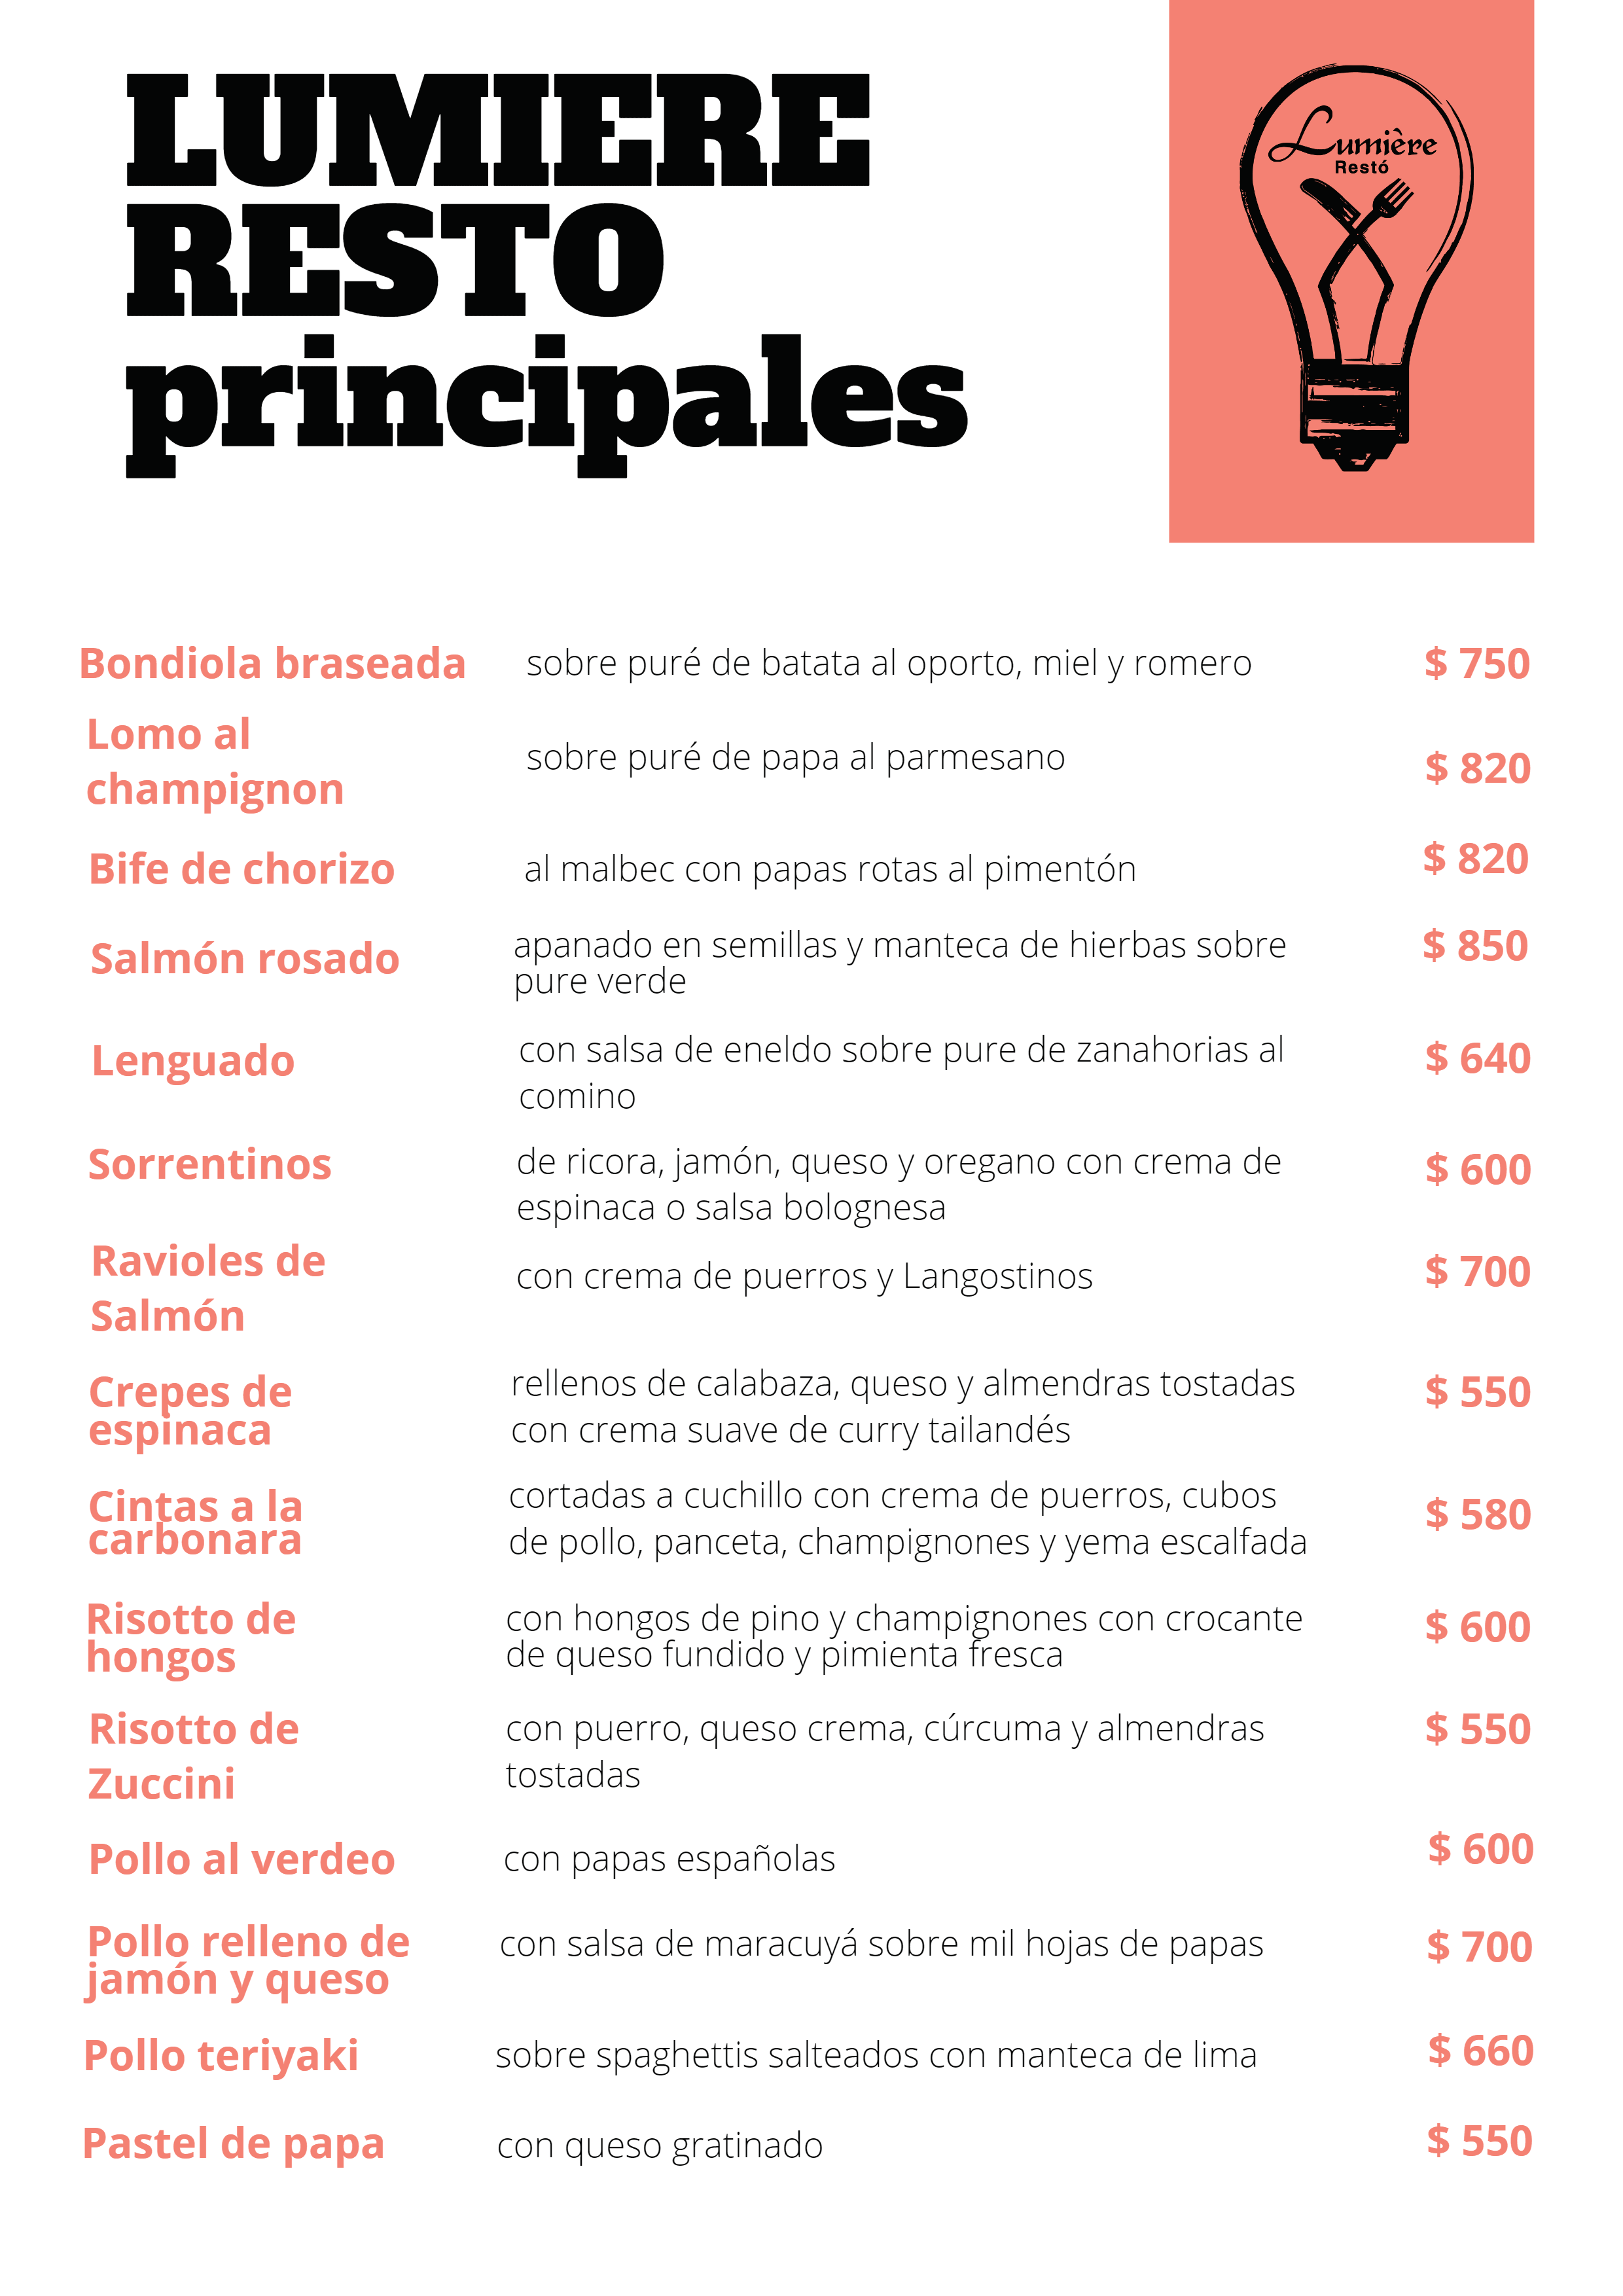 LUMIERE
RESTO
principales
Lumière
Restó
Bondiola braseada sobre puré de batata al oporto, miel y romero $ 750
Lomo al
champignon
sobre puré de papa al parmesano
$ 820
Bife de chorizo al malbec con papas rotas al pimentón $ 820
Salmón rosado
apanado en semillas y manteca de hierbas sobre
pure verde
$ 850
Lenguado
con salsa de eneldo sobre pure de zanahorias al
comino
$ 640
Sorrentinos
de ricora, jamón, queso y oregano con crema de
espinaca o salsa bolognesa
$ 600
Ravioles de
Salmón
con crema de puerros y Langostinos
$ 700
Crepes de
espinaca
rellenos de calabaza, queso y almendras tostadas
con crema suave de curry tailandés
$ 550
Cintas a la
carbonara
cortadas a cuchillo con crema de puerros, cubos
de pollo, panceta, champignones y yema escalfada
$ 580
Risotto de
hongos
con hongos de pino y champignones con crocante
de queso fundido y pimienta fresca
$ 600
Risotto de
Zuccini
con puerro, queso crema, cúrcuma y almendras
tostadas
$ 550
Pollo al verdeo con papas españolas $ 600
Pollo relleno de
jamón y queso
con salsa de maracuyá sobre mil hojas de papas
$ 700
Pollo teriyaki sobre spaghettis salteados con manteca de lima $ 660
Pastel de papa con queso gratinado $ 550